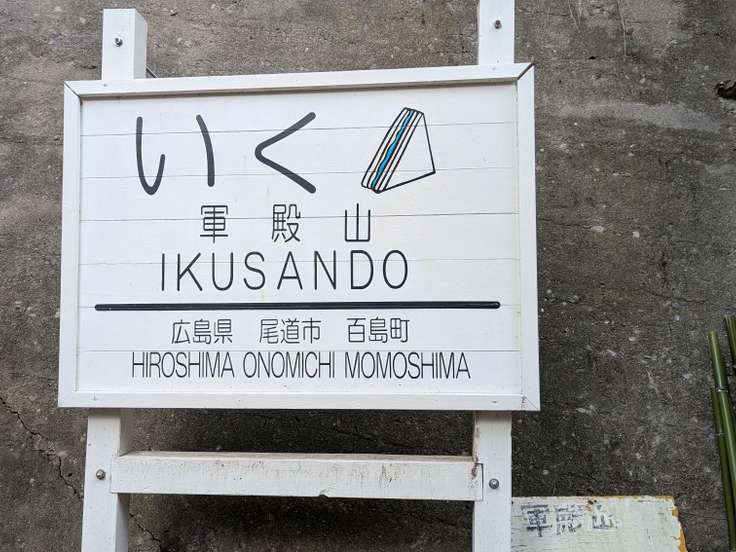 いく
軍殿山
IKUSANDO
広島県 尾道市 百島町
HIROSHIMA ONOMICHI MOMOSHIMA
軍殿山